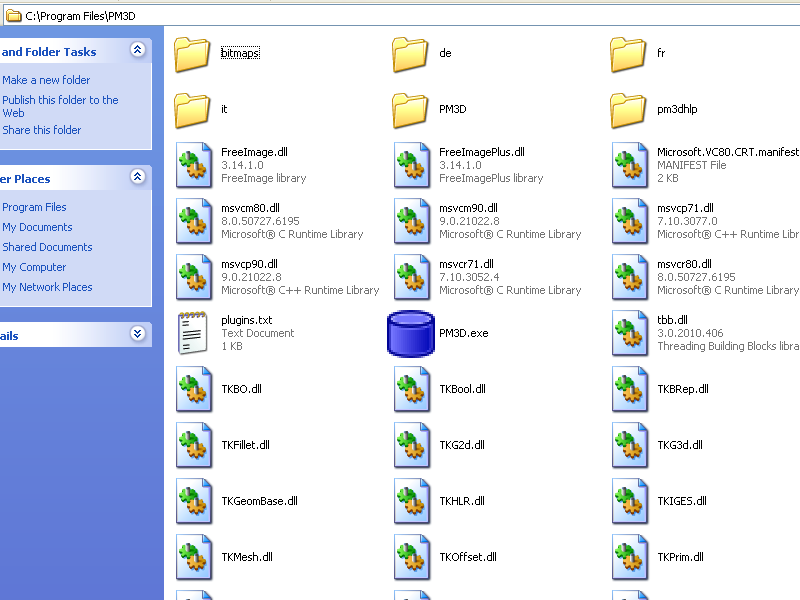 C:\Program Files\PM3D
and Folder Tasks
Make a new folder
Publish this folder to the
Web
Share this folder
er Places
Program Files
My Documents
Shared Documents
My Computer
My Network Places
ails
bitmaps
de
fr
it
PM3D
pm3dhlp
FreeImage.dll
3.14.1.0
FreeImage library
FreeImagePlus.dll
3.14.1.0
FreeImagePlus library
Microsoft.VC80.CRT.manifest
MANIFEST File
2 KB
msvcm80.dll
8.0.50727.6195
Microsoft® C Runtime Library
msvcm90.dll
9.0.21022.8
Microsoft® C Runtime Library
msvcp71.dll
7.10.3077.0
Microsoft® C++ Runtime Library
msvcp90.dll
9.0.21022.8
Microsoft® C++ Runtime Library
msvcr71.dll
7.10.3052.4
Microsoft® C Runtime Library
msvcr80.dll
8.0.50727.6195
Microsoft® C Runtime Library
plugins.txt
Text Document
1 KB
PM3D.exe
tbb.dll
3.0.2010.406
Threading Building Blocks libra
TKBO.dll
TKBool.dll
TKBRep.dll
TKFillet.dll
TKG2d.dll
TKG3d.dll
TKGeomBase.dll
TKHLR.dll
TKIGES.dll
TKMesh.dll
TKOffset.dll
TKPrim.dll